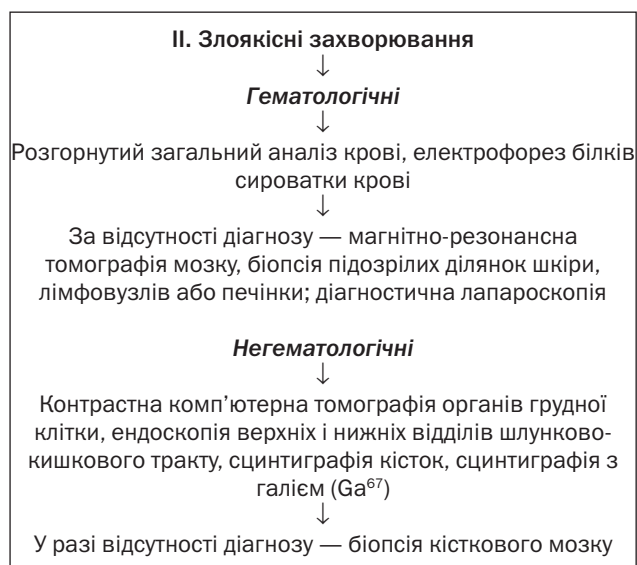 II. Злоякісні захворювання
↓
Гематологічні
↓
Розгорнутий загальний аналіз крові, електрофорез білків
сироватки крові
↓
За відсутності діагнозу — магнітно-резонансна
томографія мозку, біопсія підозрілих ділянок шкіри,
лімфовузлів або печінки; діагностична лапароскопія
Негематологічні
↓
Контрастна комп’ютерна томографія органів грудної
клітки, ендоскопія верхніх і нижніх відділів шлунково-
кишкового тракту, сцинтиграфія кісток, сцинтиграфія з
галієм (Ga⁶⁷)
↓
У разі відсутності діагнозу — біопсія кісткового мозку